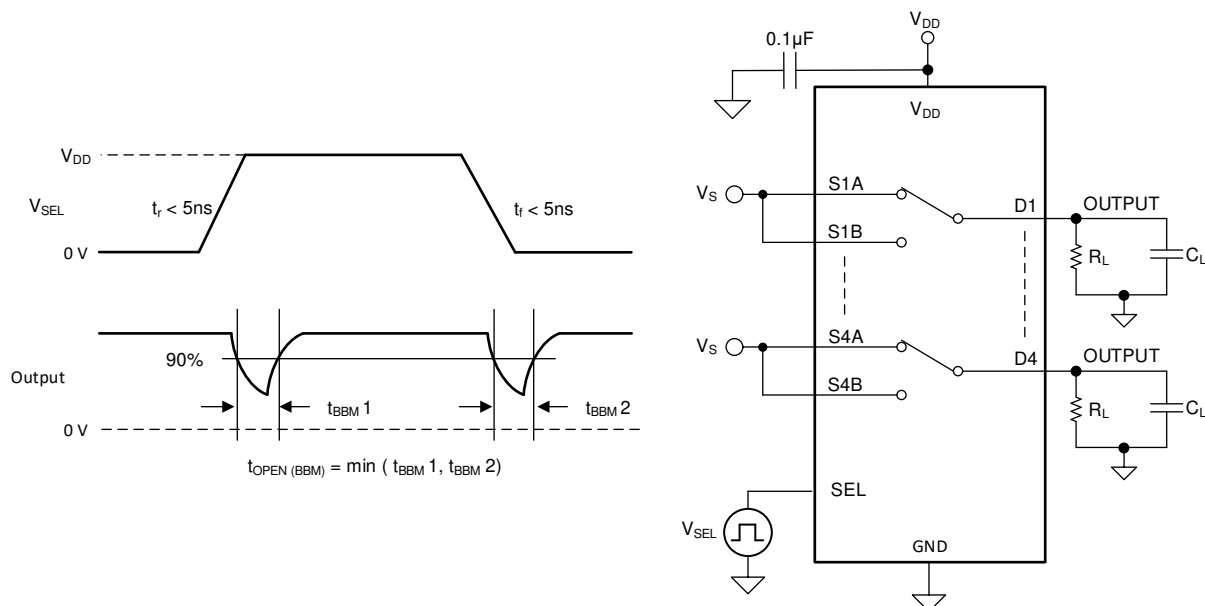 V_DD
V_SEL
t_r < 5ns
t_f < 5ns
0 V
90%
Output
t_BBM 1
t_BBM 2
0 V
t_OPEN (BBM) = min ( t_BBM 1, t_BBM 2)
V_DD
0.1µF
V_DD
V_S
S1A
D1
OUTPUT
S1B
R_L
C_L
V_S
S4A
D4
OUTPUT
S4B
R_L
C_L
SEL
V_SEL
GND